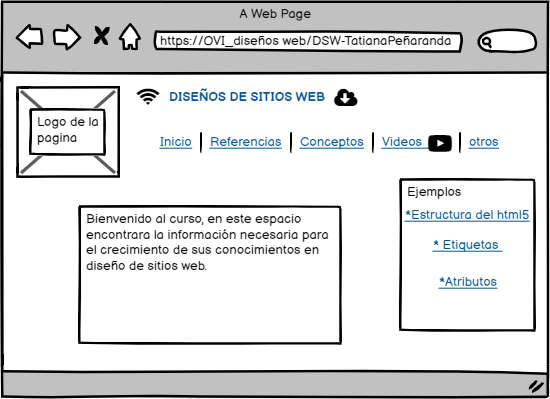 A Web Page
https://OVI_diseños web/DSW-TatianaPeñaranda
Logo de la
pagina
DISEÑOS DE SITIOS WEB
Inicio | Referencias | Conceptos | Videos | otros
Bienvenido al curso, en este espacio
encontrara la información necesaria para
el crecimiento de sus conocimientos en
diseño de sitios web.
Ejemplos
*Estructura del html5
* Etiquetas
*Atributos